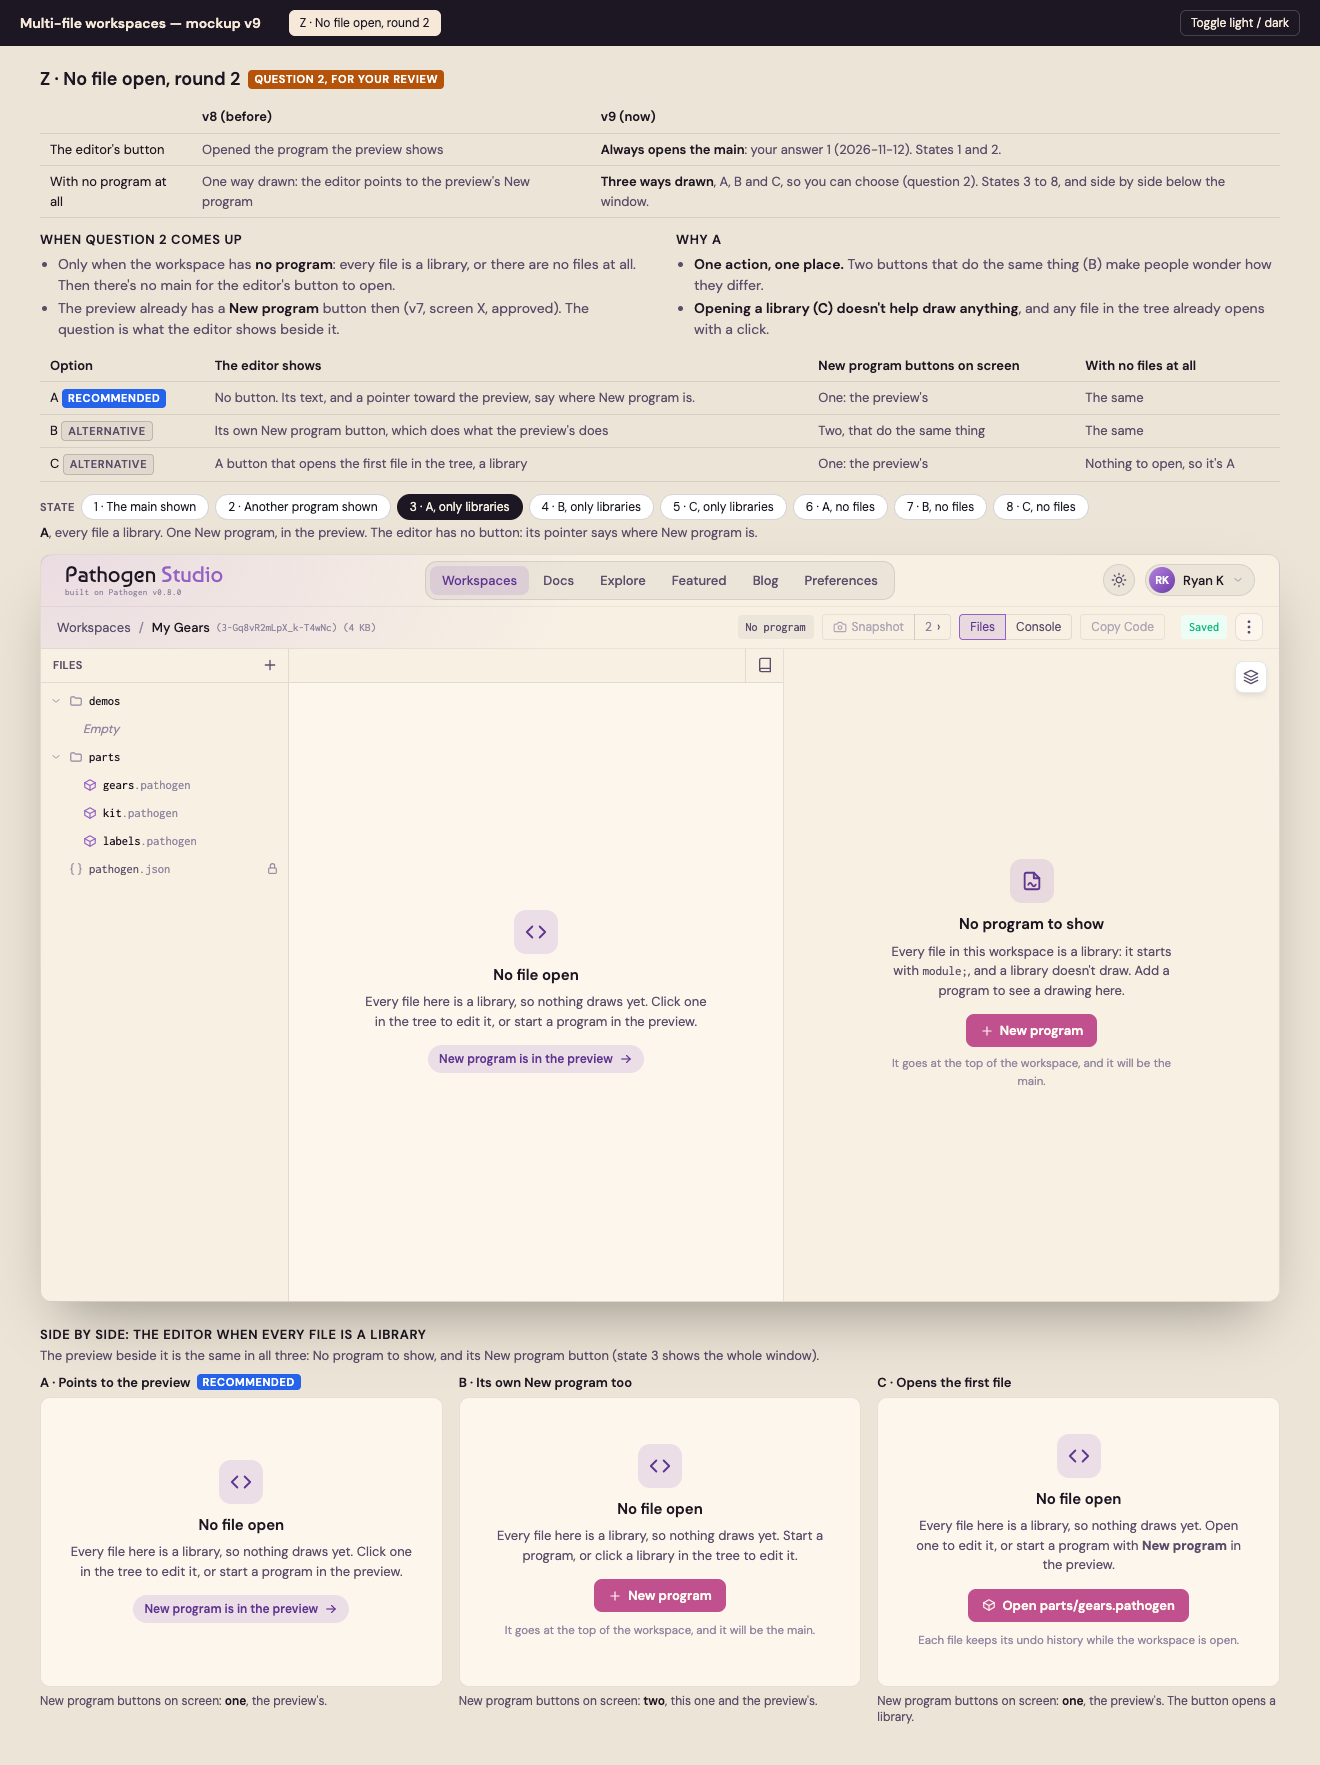 Multi-file workspaces — mockup v9
Z · No file open, round 2
Toggle light / dark
Z · No file open, round 2 QUESTION 2, FOR YOUR REVIEW
v8 (before)
v9 (now)
The editor's button
Opened the program the preview shows
Always opens the main: your answer 1 (2026-11-12). States 1 and 2.
With no program at
all
One way drawn: the editor points to the preview's New
program
Three ways drawn, A, B and C, so you can choose (question 2). States 3 to 8, and side by side below the
window.
WHEN QUESTION 2 COMES UP
• Only when the workspace has no program: every file is a library, or there are no files at all.
Then there's no main for the editor's button to open.
• The preview already has a New program button then (v7, screen X, approved). The
question is what the editor shows beside it.
WHY A
• One action, one place. Two buttons that do the same thing (B) make people wonder how
they differ.
• Opening a library (C) doesn't help draw anything, and any file in the tree already opens
with a click.
Option
The editor shows
New program buttons on screen
With no files at all
A RECOMMENDED
No button. Its text, and a pointer toward the preview, say where New program is.
One: the preview's
The same
B ALTERNATIVE
Its own New program button, which does what the preview's does
Two, that do the same thing
The same
C ALTERNATIVE
A button that opens the first file in the tree, a library
One: the preview's
Nothing to open, so it's A
STATE
1 · The main shown
2 · Another program shown
3 · A, only libraries
4 · B, only libraries
5 · C, only libraries
6 · A, no files
7 · B, no files
8 · C, no files
A, every file a library. One New program, in the preview. The editor has no button: its pointer says where New program is.
Pathogen Studio
built on Pathogen v0.8.0
Workspaces
Docs
Explore
Featured
Blog
Preferences
RK
Ryan K
Workspaces / My Gears (3-Gq8vR2mLpX_k-T4wNc) (4 KB)
No program
Snapshot
2 ›
Files
Console
Copy Code
Saved
FILES
demos
Empty
parts
gears.pathogen
kit.pathogen
labels.pathogen
{} pathogen.json
No file open
Every file here is a library, so nothing draws yet. Click one
in the tree to edit it, or start a program in the preview.
New program is in the preview →
No program to show
Every file in this workspace is a library: it starts
with module;, and a library doesn't draw. Add a
program to see a drawing here.
+ New program
It goes at the top of the workspace, and it will be the
main.
SIDE BY SIDE: THE EDITOR WHEN EVERY FILE IS A LIBRARY
The preview beside it is the same in all three: No program to show, and its New program button (state 3 shows the whole window).
A · Points to the preview RECOMMENDED
No file open
Every file here is a library, so nothing draws yet. Click one
in the tree to edit it, or start a program in the preview.
New program is in the preview →
New program buttons on screen: one, the preview's.
B · Its own New program too
No file open
Every file here is a library, so nothing draws yet. Start a
program, or click a library in the tree to edit it.
+ New program
It goes at the top of the workspace, and it will be the main.
New program buttons on screen: two, this one and the preview's.
C · Opens the first file
No file open
Every file here is a library, so nothing draws yet. Open
one to edit it, or start a program with New program in
the preview.
Open parts/gears.pathogen
Each file keeps its undo history while the workspace is open.
New program buttons on screen: one, the preview's. The button opens a
library.